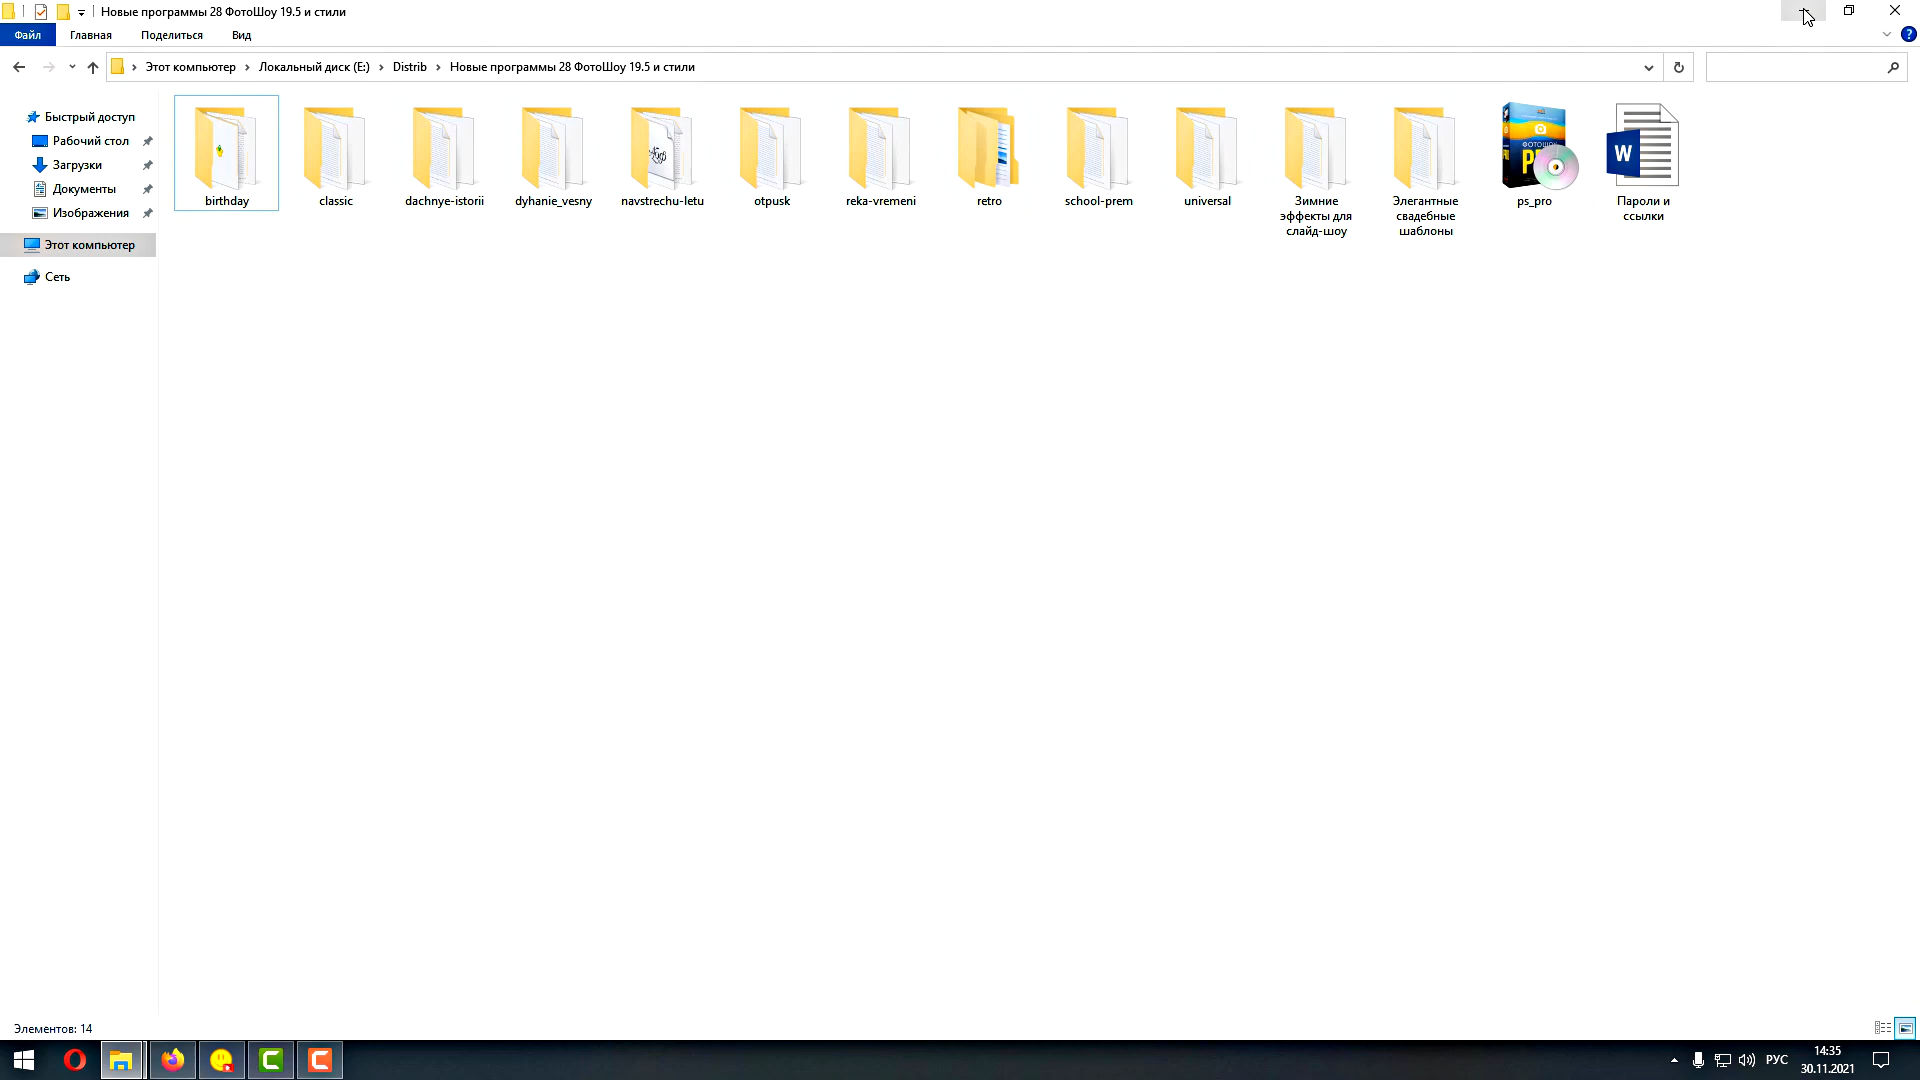 Новые программы 28 ФотоШоу 19.5 и стили
Файл
Главная
Поделиться
Вид
Этот компьютер
Локальный диск (E:)
Distrib
Новые программы 28 ФотоШоу 19.5 и стили
Быстрый доступ
Рабочий стол
Загрузки
Документы
Изображения
Этот компьютер
Сеть
birthday
classic
dachnye-istorii
dyhanie_vesny
navstrechu-letu
otpusk
reka-vremeni
retro
school-prem
universal
Зимние
эффекты для
слайд-шоу
Элегантные
свадебные
шаблоны
ФОТОШОУ
PRO
ps_pro
W
Пароли и
ссылки
Элементов: 14
РУС
14:35
30.11.2021